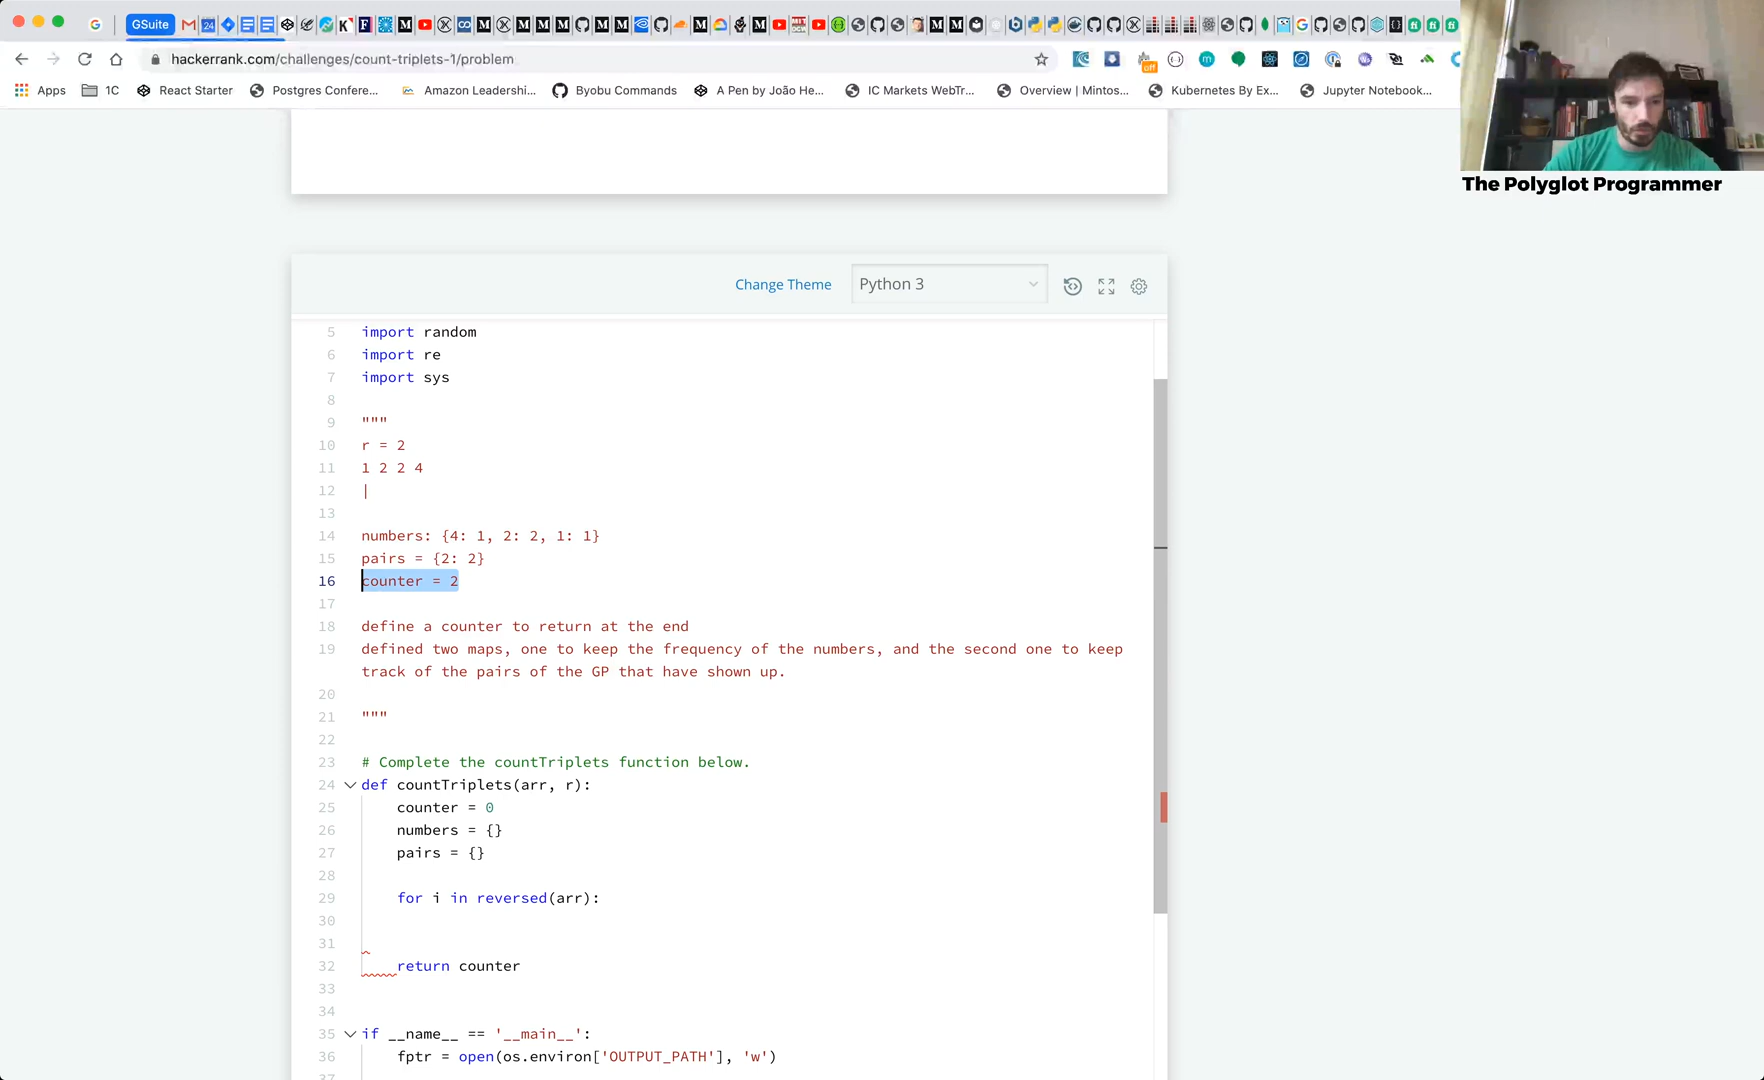 GSuite
hackerrank.com/challenges/count-triplets-1/problem
off
Apps 1C React Starter Postgres Confere... Amazon Leadershi... Byobu Commands A Pen by João He... IC Markets WebTr... Overview | Mintos... Kubernetes By Ex... Jupyter Notebook...
The Polyglot Programmer
Change Theme Python 3
5 import random
6 import re
7 import sys
8
9 """
10 r = 2
11 1 2 2 4
12 |
13
14 numbers: {4: 1, 2: 2, 1: 1}
15 pairs = {2: 2}
16 counter = 2
17
18 define a counter to return at the end
19 defined two maps, one to keep the frequency of the numbers, and the second one to keep
track of the pairs of the GP that have shown up.
20
21 """
22
23 # Complete the countTriplets function below.
24 def countTriplets(arr, r):
25 counter = 0
26 numbers = {}
27 pairs = {}
28
29 for i in reversed(arr):
30
31
32 return counter
33
34
35 if __name__ == '__main__':
36 fptr = open(os.environ['OUTPUT_PATH'], 'w')
37